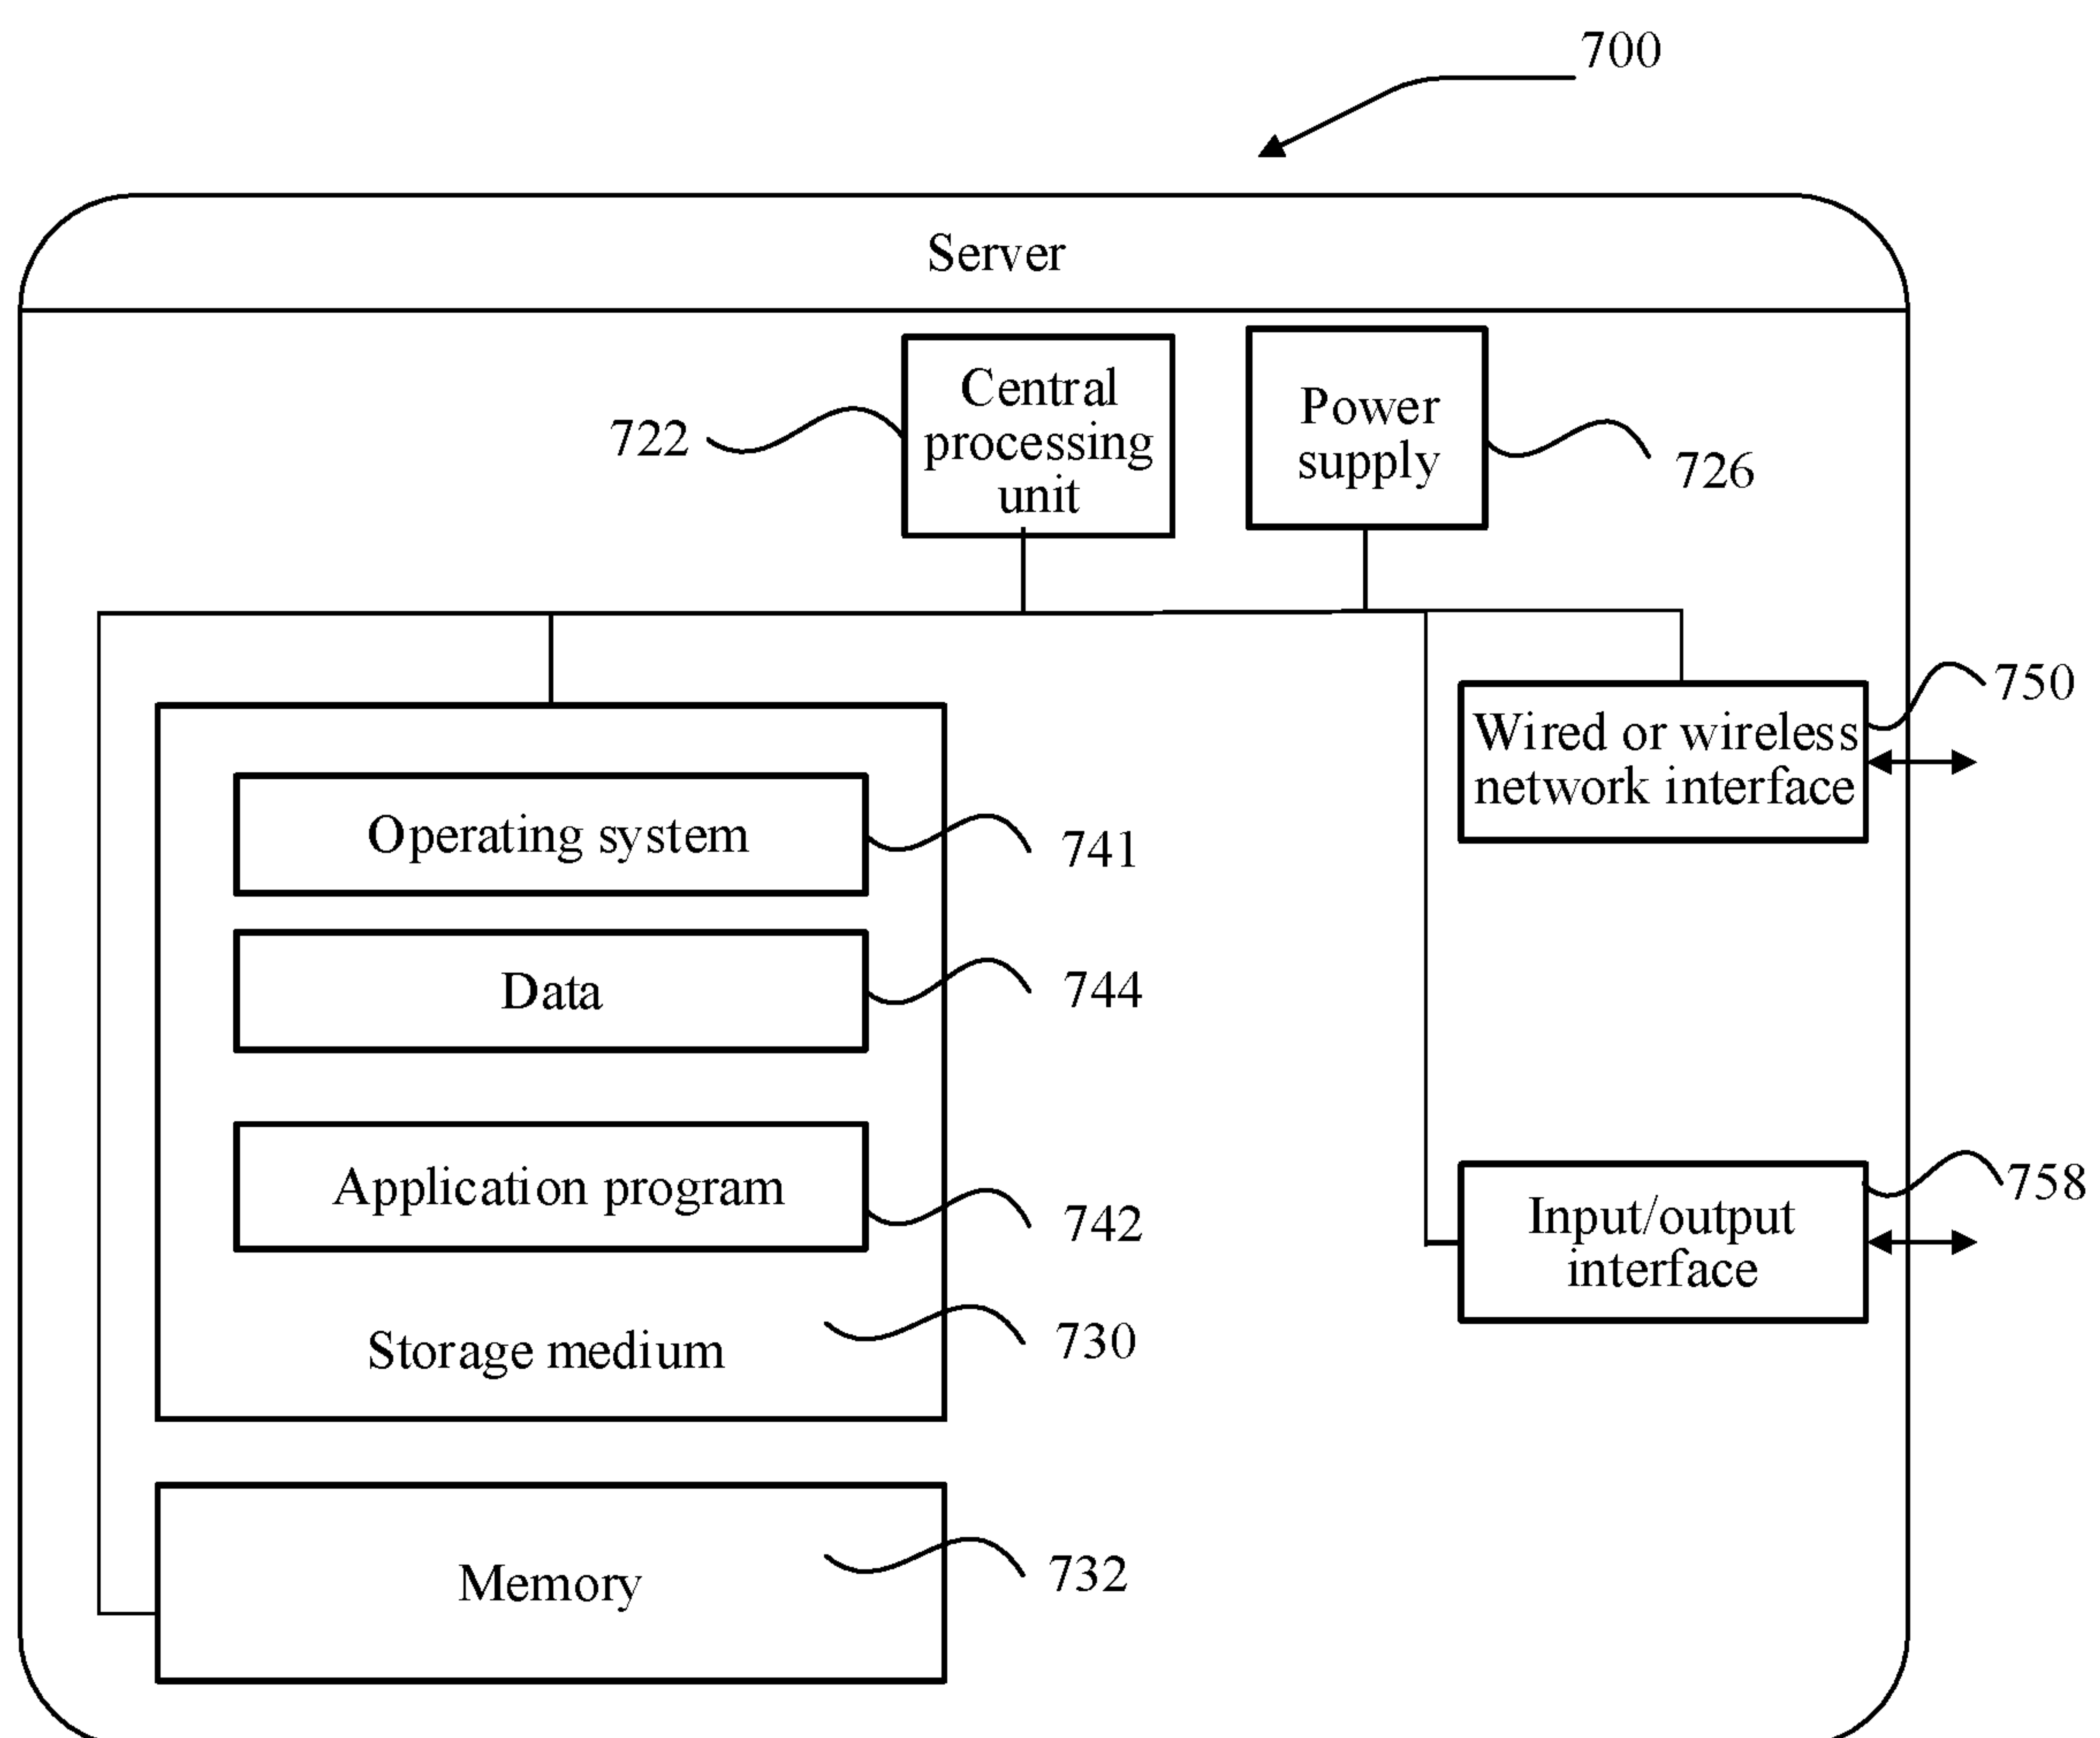 700
Server
Central
processing
unit
722
Power
supply
726
Wired or wireless
network interface
750
Operating system
741
Data
744
Application program
742
Storage medium
730
Input/output
interface
758
Memory
732